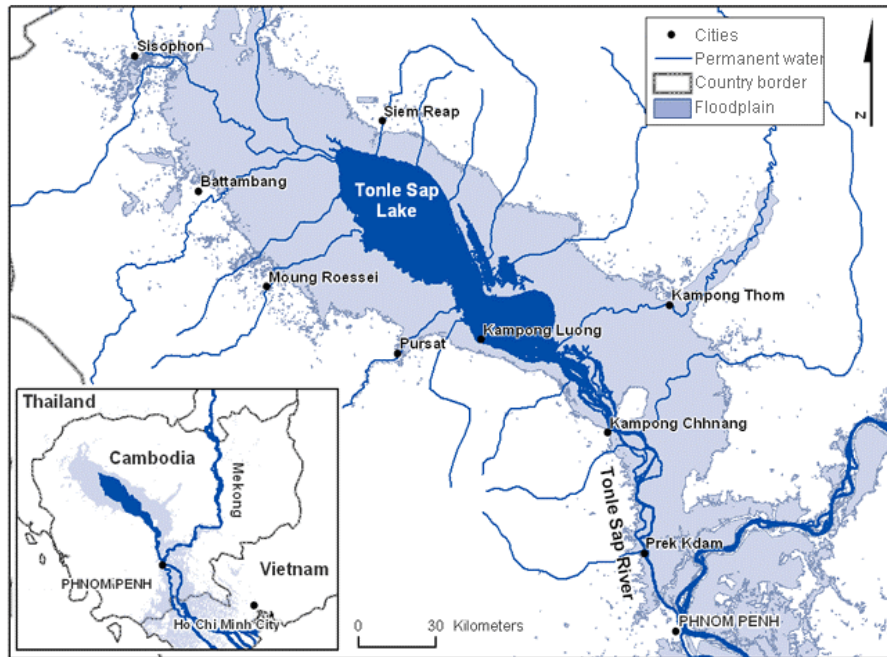 Sisophon
Cities
Permanent water
Country border
Floodplain
N
Siem Reap
Battambang
Tonle Sap
Lake
Moung Roessei
Kampong Thom
Kampong Luong
Pursat
Kampong Chhnang
Tonle Sap River
Prek Kdam
PHNOM PENH
Thailand
Cambodia
Mekong
Vietnam
PHNOM PENH
Ho Chi Minh City
0 30 Kilometers